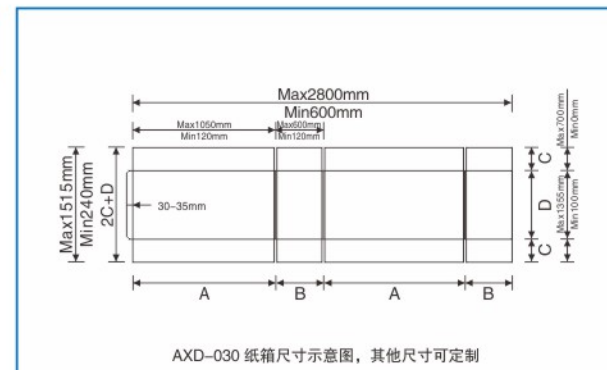 Max2800mm
Min600mm
Max1050mm
Min120mm
Max600mm
Min120mm
Max1515mm
Min240mm
2C+D
30-35mm
C
D
C
Max700mm
Min0mm
Max1355mm
Min100mm
A
B
A
B
AXD-030 纸箱尺寸示意图，其他尺寸可定制